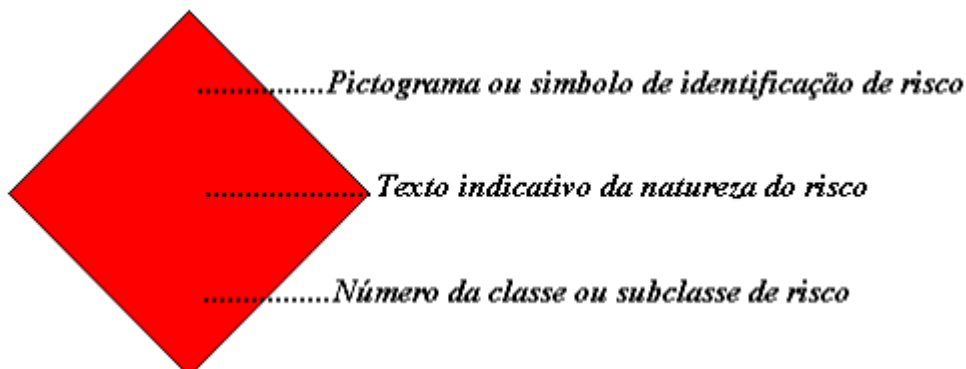 ...............Pictograma ou simbolo de identificação de risco
....................Texto indicativo da natureza do risco
...............Número da classe ou subclasse de risco